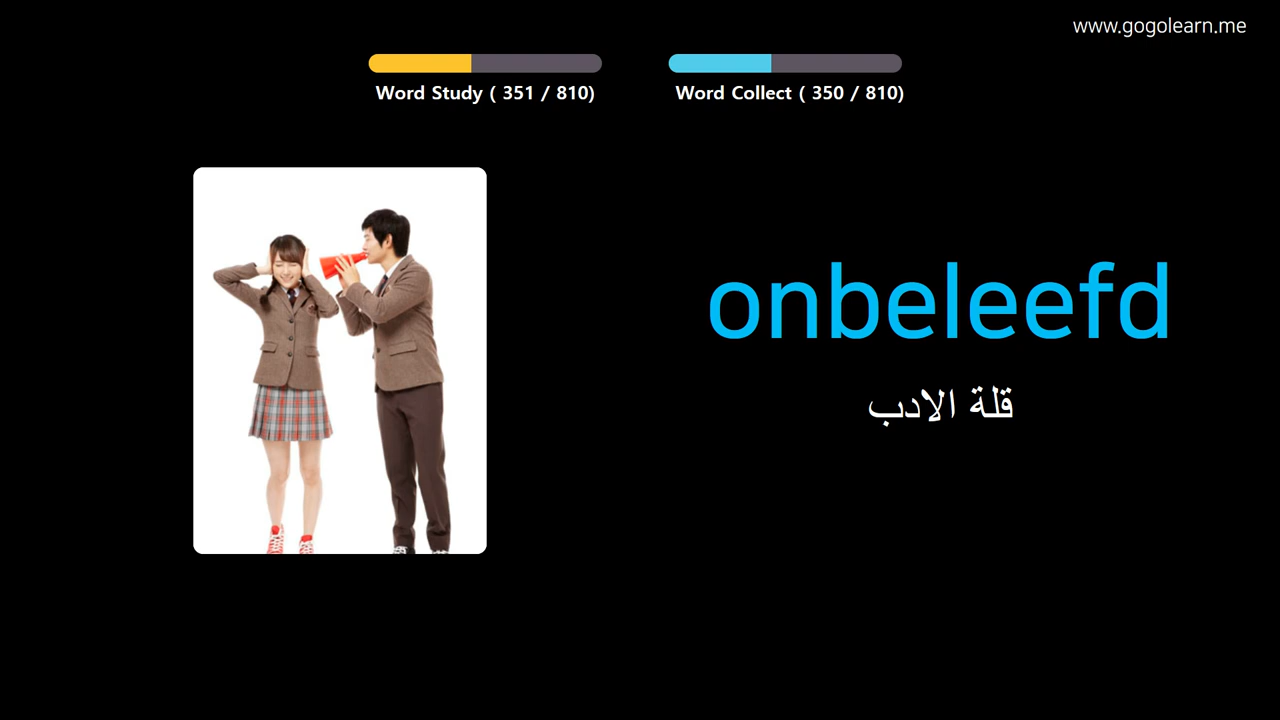 www.gogolearn.me
Word Study ( 351 / 810)
Word Collect ( 350 / 810)
onbeleefd
قلة الادب